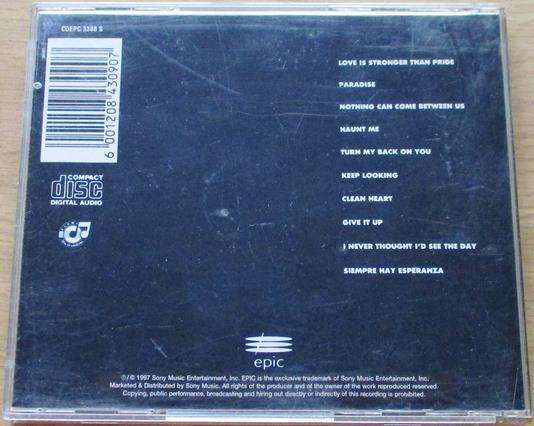 CDEPC 3388 S
6 001208 430907
COMPACT
disc
DIGITAL AUDIO
LOVE IS STRONGER THAN PRIDE
PARADISE
NOTHING CAN COME BETWEEN US
HAUNT ME
TURN MY BACK ON YOU
KEEP LOOKING
CLEAN HEART
GIVE IT UP
I NEVER THOUGHT I'D SEE THE DAY
SIEMPRE HAY ESPERANZA
epic
℗/© 1997 Sony Music Entertainment, Inc. EPIC is the exclusive trademark of Sony Music Entertainment, Inc.
Marketed & Distributed by Sony Music. All rights of the producer and of the owner of the work reproduced reserved.
Copying, public performance, broadcasting and hiring out directly or indirectly of this recording is prohibited.